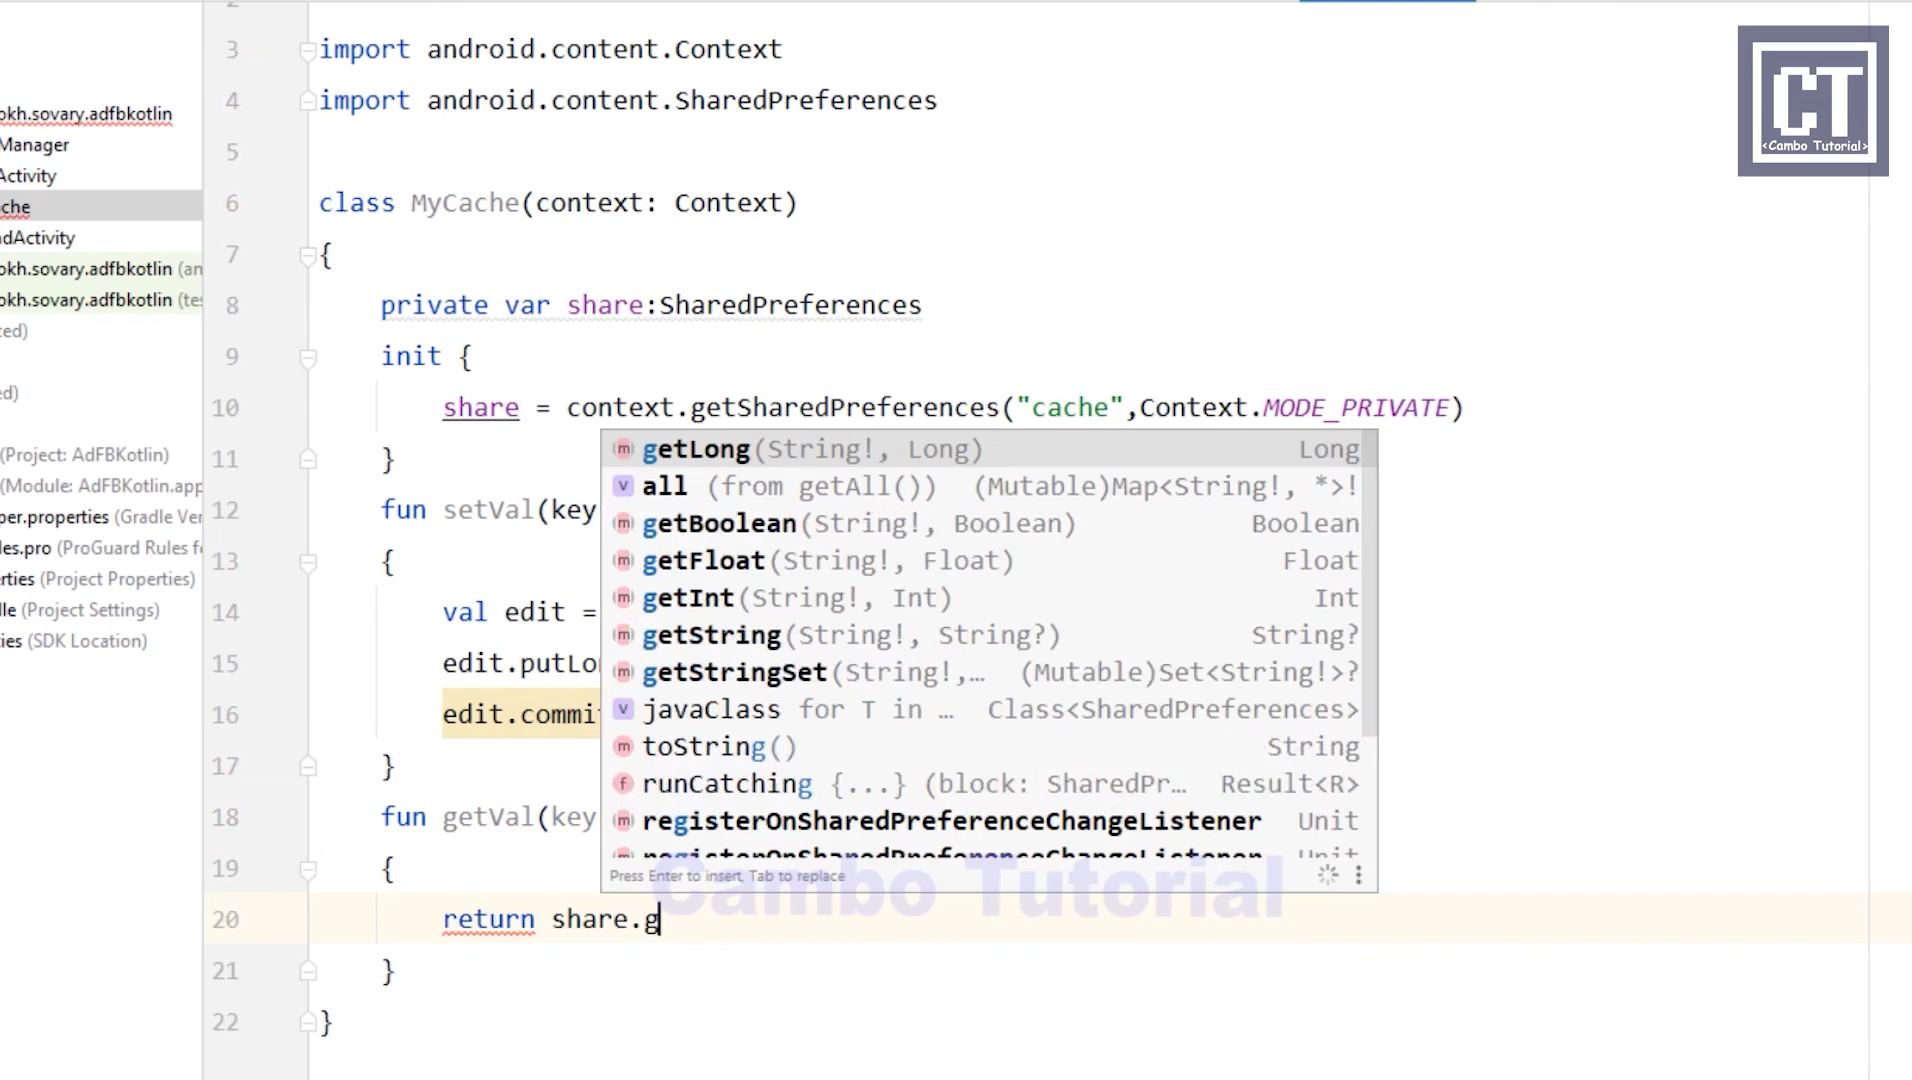 okh.sovary.adfbkotlin
Manager
Activity
che
dActivity
okh.sovary.adfbkotlin (an
okh.sovary.adfbkotlin (tes
ted)
ed)
(Project: AdFBKotlin)
(Module: AdFBKotlin.app
per.properties (Gradle Ver
les.pro (ProGuard Rules f
erties (Project Properties)
lle (Project Settings)
ties (SDK Location)
3 import android.content.Context
4 import android.content.SharedPreferences
5
6 class MyCache(context: Context)
7 {
8 private var share:SharedPreferences
9 init {
10 share = context.getSharedPreferences("cache",Context.MODE_PRIVATE)
11 }
12 fun setVal(key
13 {
14 val edit =
15 edit.putLo
16 edit.commi
17 }
18 fun getVal(key
19 {
20 return share.g
21 }
22 }
getLong(String!, Long) Long
all (from getAll()) (Mutable)Map<String!, *>!
getBoolean(String!, Boolean) Boolean
getFloat(String!, Float) Float
getInt(String!, Int) Int
getString(String!, String?) String?
getStringSet(String!,… (Mutable)Set<String!>?
javaClass for T in … Class<SharedPreferences>
toString() String
runCatching {...} (block: SharedPr… Result<R>
registerOnSharedPreferenceChangeListener Unit
registerOnSharedPreferenceChangeListener Unit
Press Enter to insert, Tab to replace
Cambo Tutorial
CT
<Cambo Tutorial>